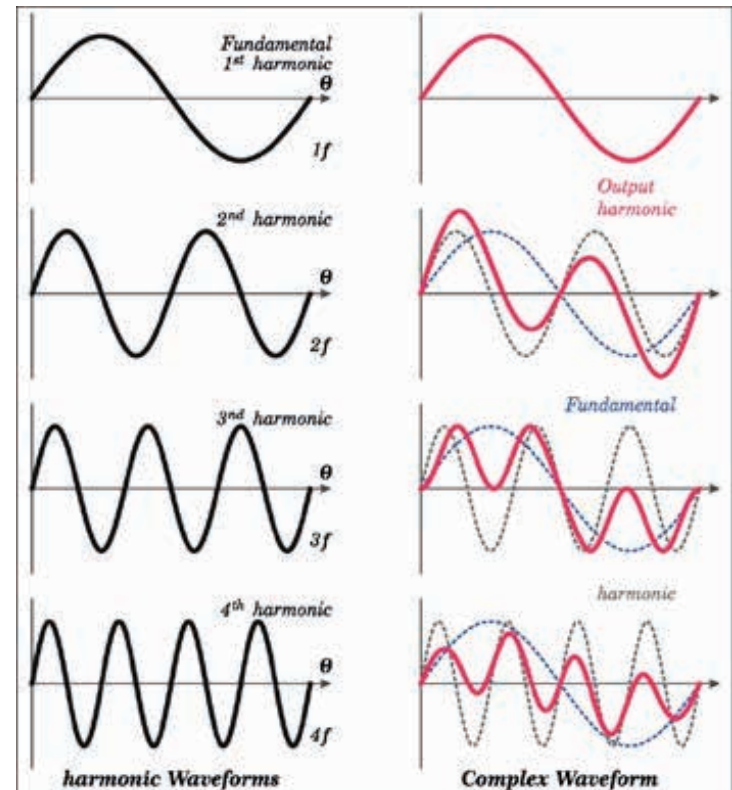 Fundamental
1st harmonic
θ
1f
Output
harmonic
2nd harmonic
θ
2f
Fundamental
3nd harmonic
θ
3f
harmonic
4th harmonic
θ
4f
harmonic Waveforms
Complex Waveform